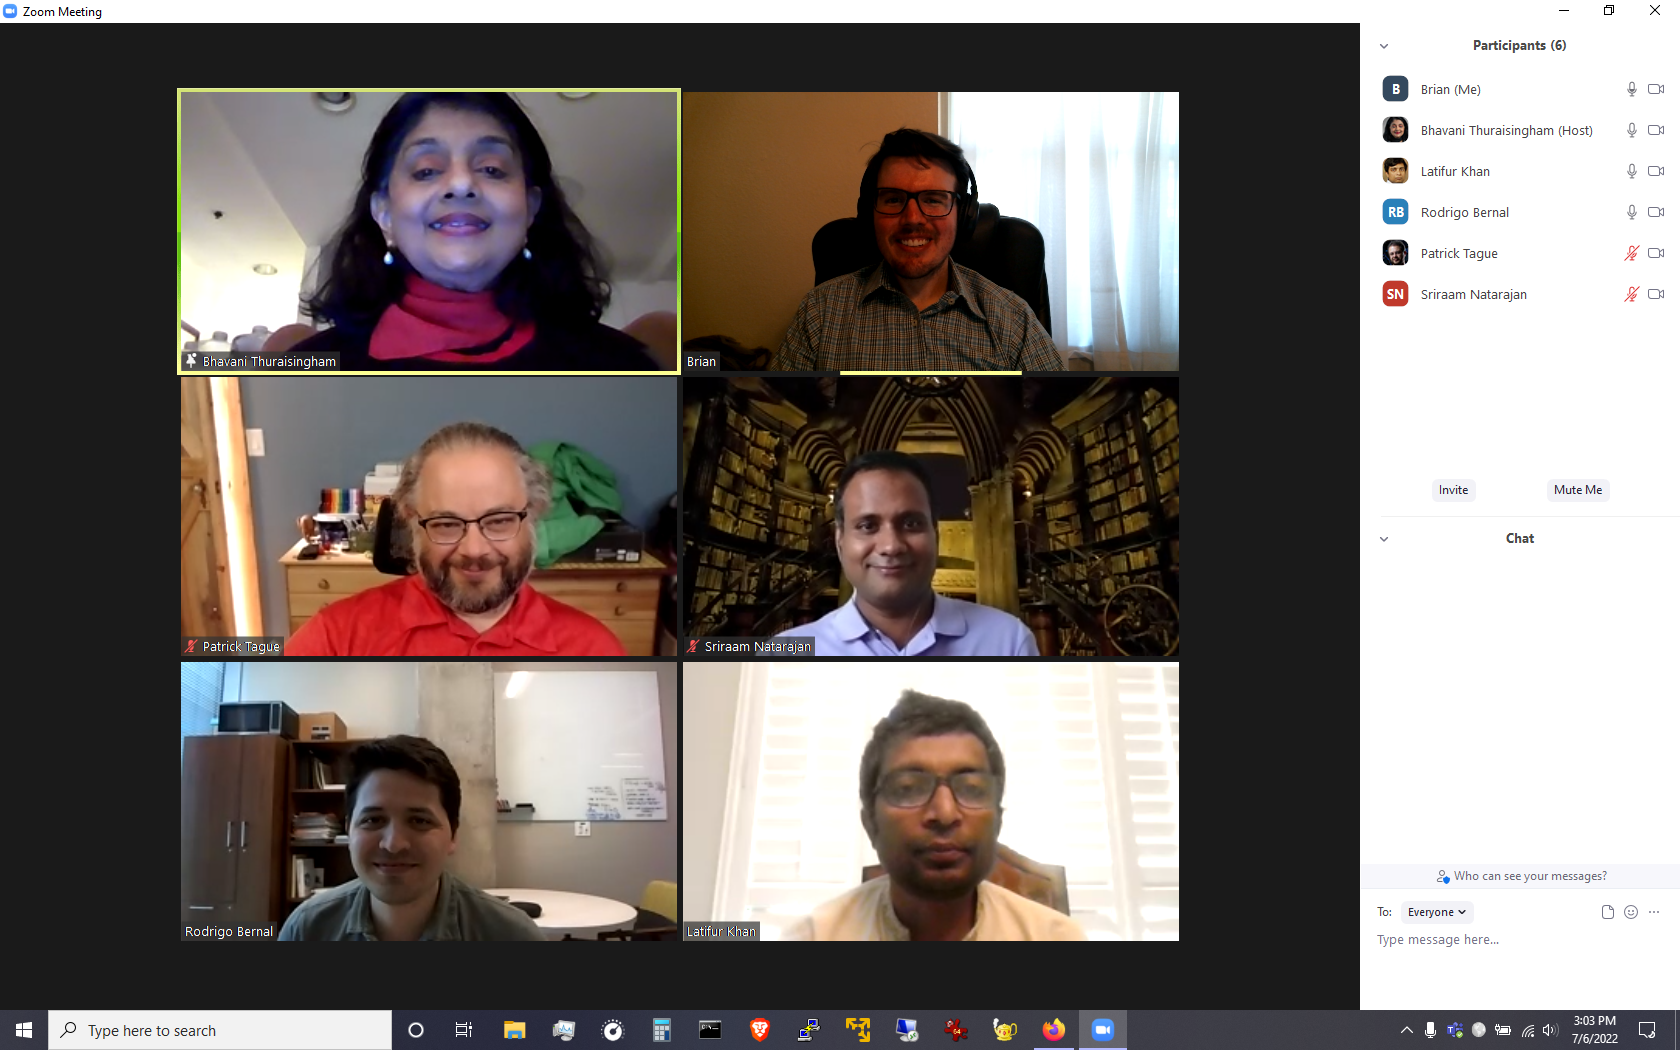 Zoom Meeting
Participants (6)
B Brian (Me)
Bhavani Thuraisingham (Host)
Latifur Khan
RB Rodrigo Bernal
Patrick Tague
SN Sriraam Natarajan
Bhavani Thuraisingham
Brian
Patrick Tague
Sriraam Natarajan
Rodrigo Bernal
Latifur Khan
Invite
Mute Me
Chat
Who can see your messages?
To: Everyone
Type message here...
Type here to search
64
3:03 PM
7/6/2022